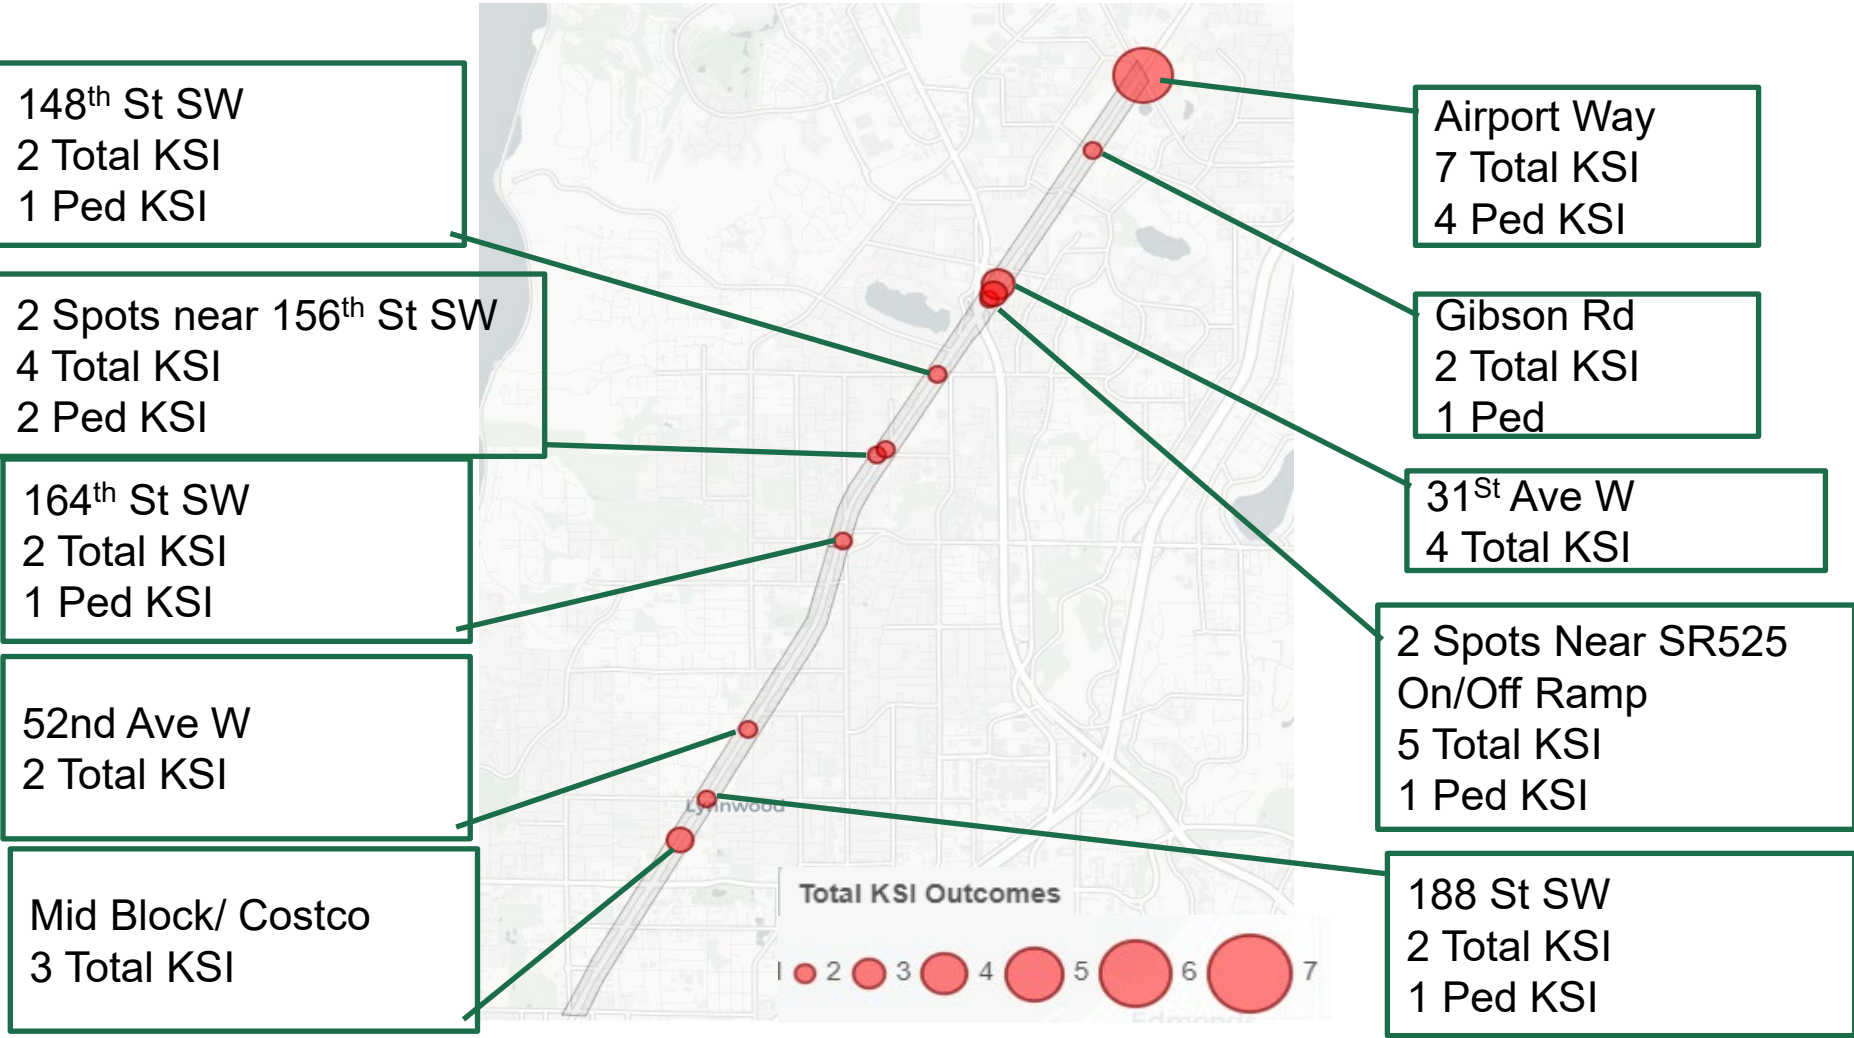 148th St SW
2 Total KSI
1 Ped KSI
2 Spots near 156th St SW
4 Total KSI
2 Ped KSI
164th St SW
2 Total KSI
1 Ped KSI
52nd Ave W
2 Total KSI
Mid Block/ Costco
3 Total KSI
Airport Way
7 Total KSI
4 Ped KSI
Gibson Rd
2 Total KSI
1 Ped
31St Ave W
4 Total KSI
2 Spots Near SR525
On/Off Ramp
5 Total KSI
1 Ped KSI
188 St SW
2 Total KSI
1 Ped KSI
Lynnwood
Total KSI Outcomes
1 2 3 4 5 6 7
Edmonds